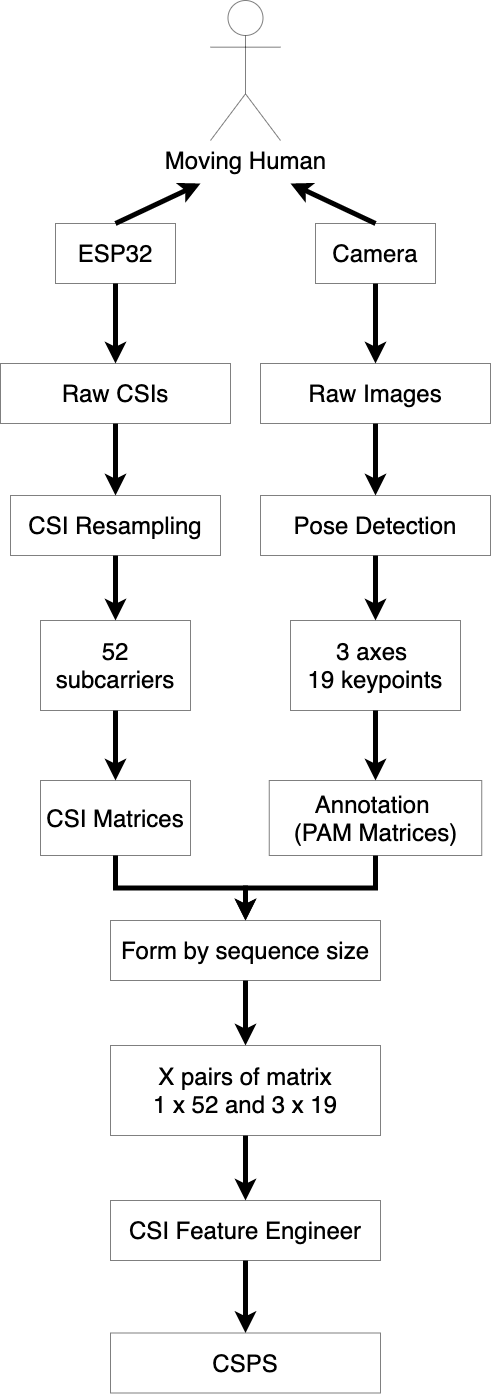 Moving Human
ESP32
Camera
Raw CSIs
Raw Images
CSI Resampling
Pose Detection
52
subcarriers
3 axes
19 keypoints
CSI Matrices
Annotation
(PAM Matrices)
Form by sequence size
X pairs of matrix
1 x 52 and 3 x 19
CSI Feature Engineer
CSPS